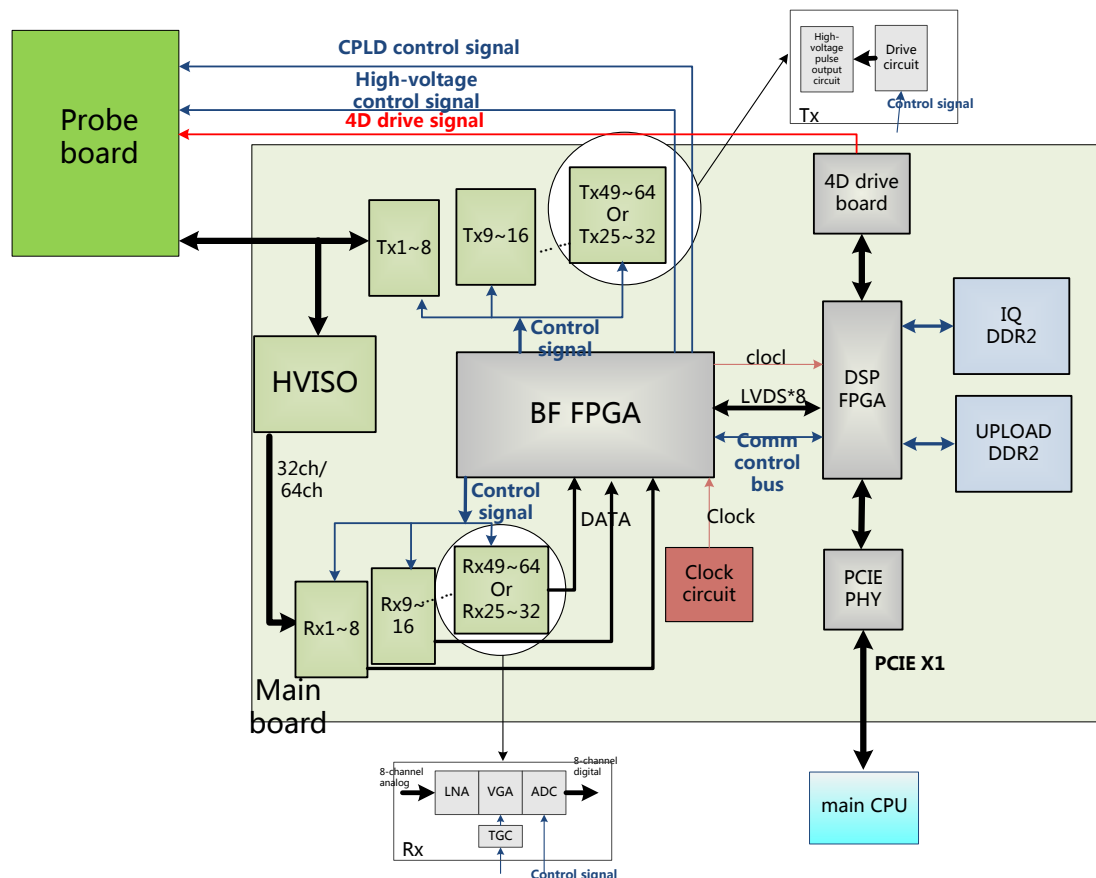 CPLD control signal
High-voltage
control signal
4D drive signal
Probe
board
High-
voltage
pulse
output
circuit
Drive
circuit
Control signal
Tx
Tx1~8
Tx9~16
Tx49~64
Or
Tx25~32
4D drive
board
Control
signal
HVISO
BF FPGA
clocl
LVDS*8
Comm
control
bus
DSP
FPGA
IQ
DDR2
UPLOAD
DDR2
32ch/
64ch
Control
signal
DATA
Clock
Clock
circuit
PCIE
PHY
Rx1~8
Rx9~
16
Rx49~64
Or
Rx25~32
Main
board
PCIE X1
main CPU
8-channel
analog
LNA
VGA
ADC
8-channel
digital
TGC
Rx
Control signal